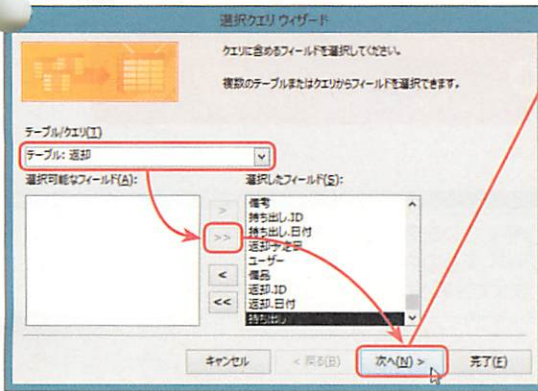 選択クエリ ウィザード
クエリに含めるフィールドを選択してください。
複数のテーブルまたはクエリからフィールドを選択できます。
テーブル/クエリ(T)
テーブル: 返却
選択可能なフィールド(A):
選択したフィールド(S):
>
>>
<
<<
備考
持ち出し.ID
持ち出し.日付
返却予定日
ユーザー
備品
返却.ID
返却.日付
持ち出し
キャンセル
< 戻る(B)
次へ(N) >
完了(F)